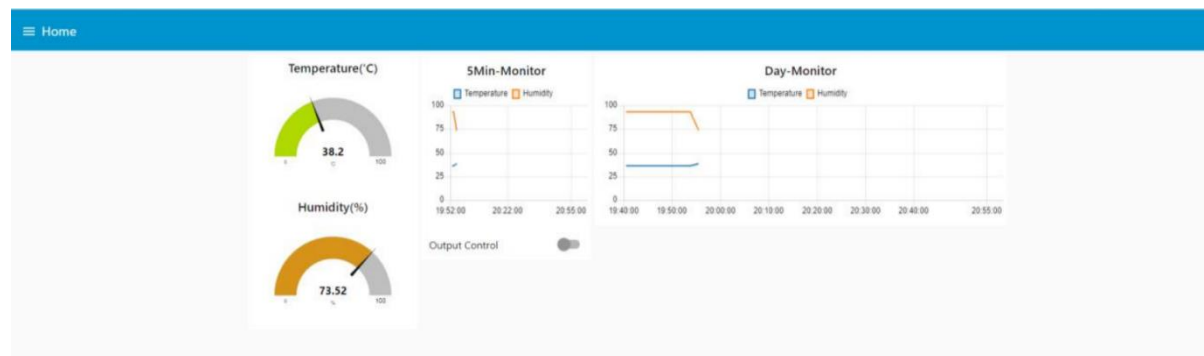 Home
Temperature(°C)
38.2
C
100
Humidity(%)
73.52
%
100
5Min-Monitor
Temperature Humidity
100
75
50
25
0
19:52:00 20:22:00 20:55:00
Output Control
Day-Monitor
Temperature Humidity
100
75
50
25
0
19:40:00 19:50:00 20:00:00 20:10:00 20:20:00 20:30:00 20:40:00 20:55:00